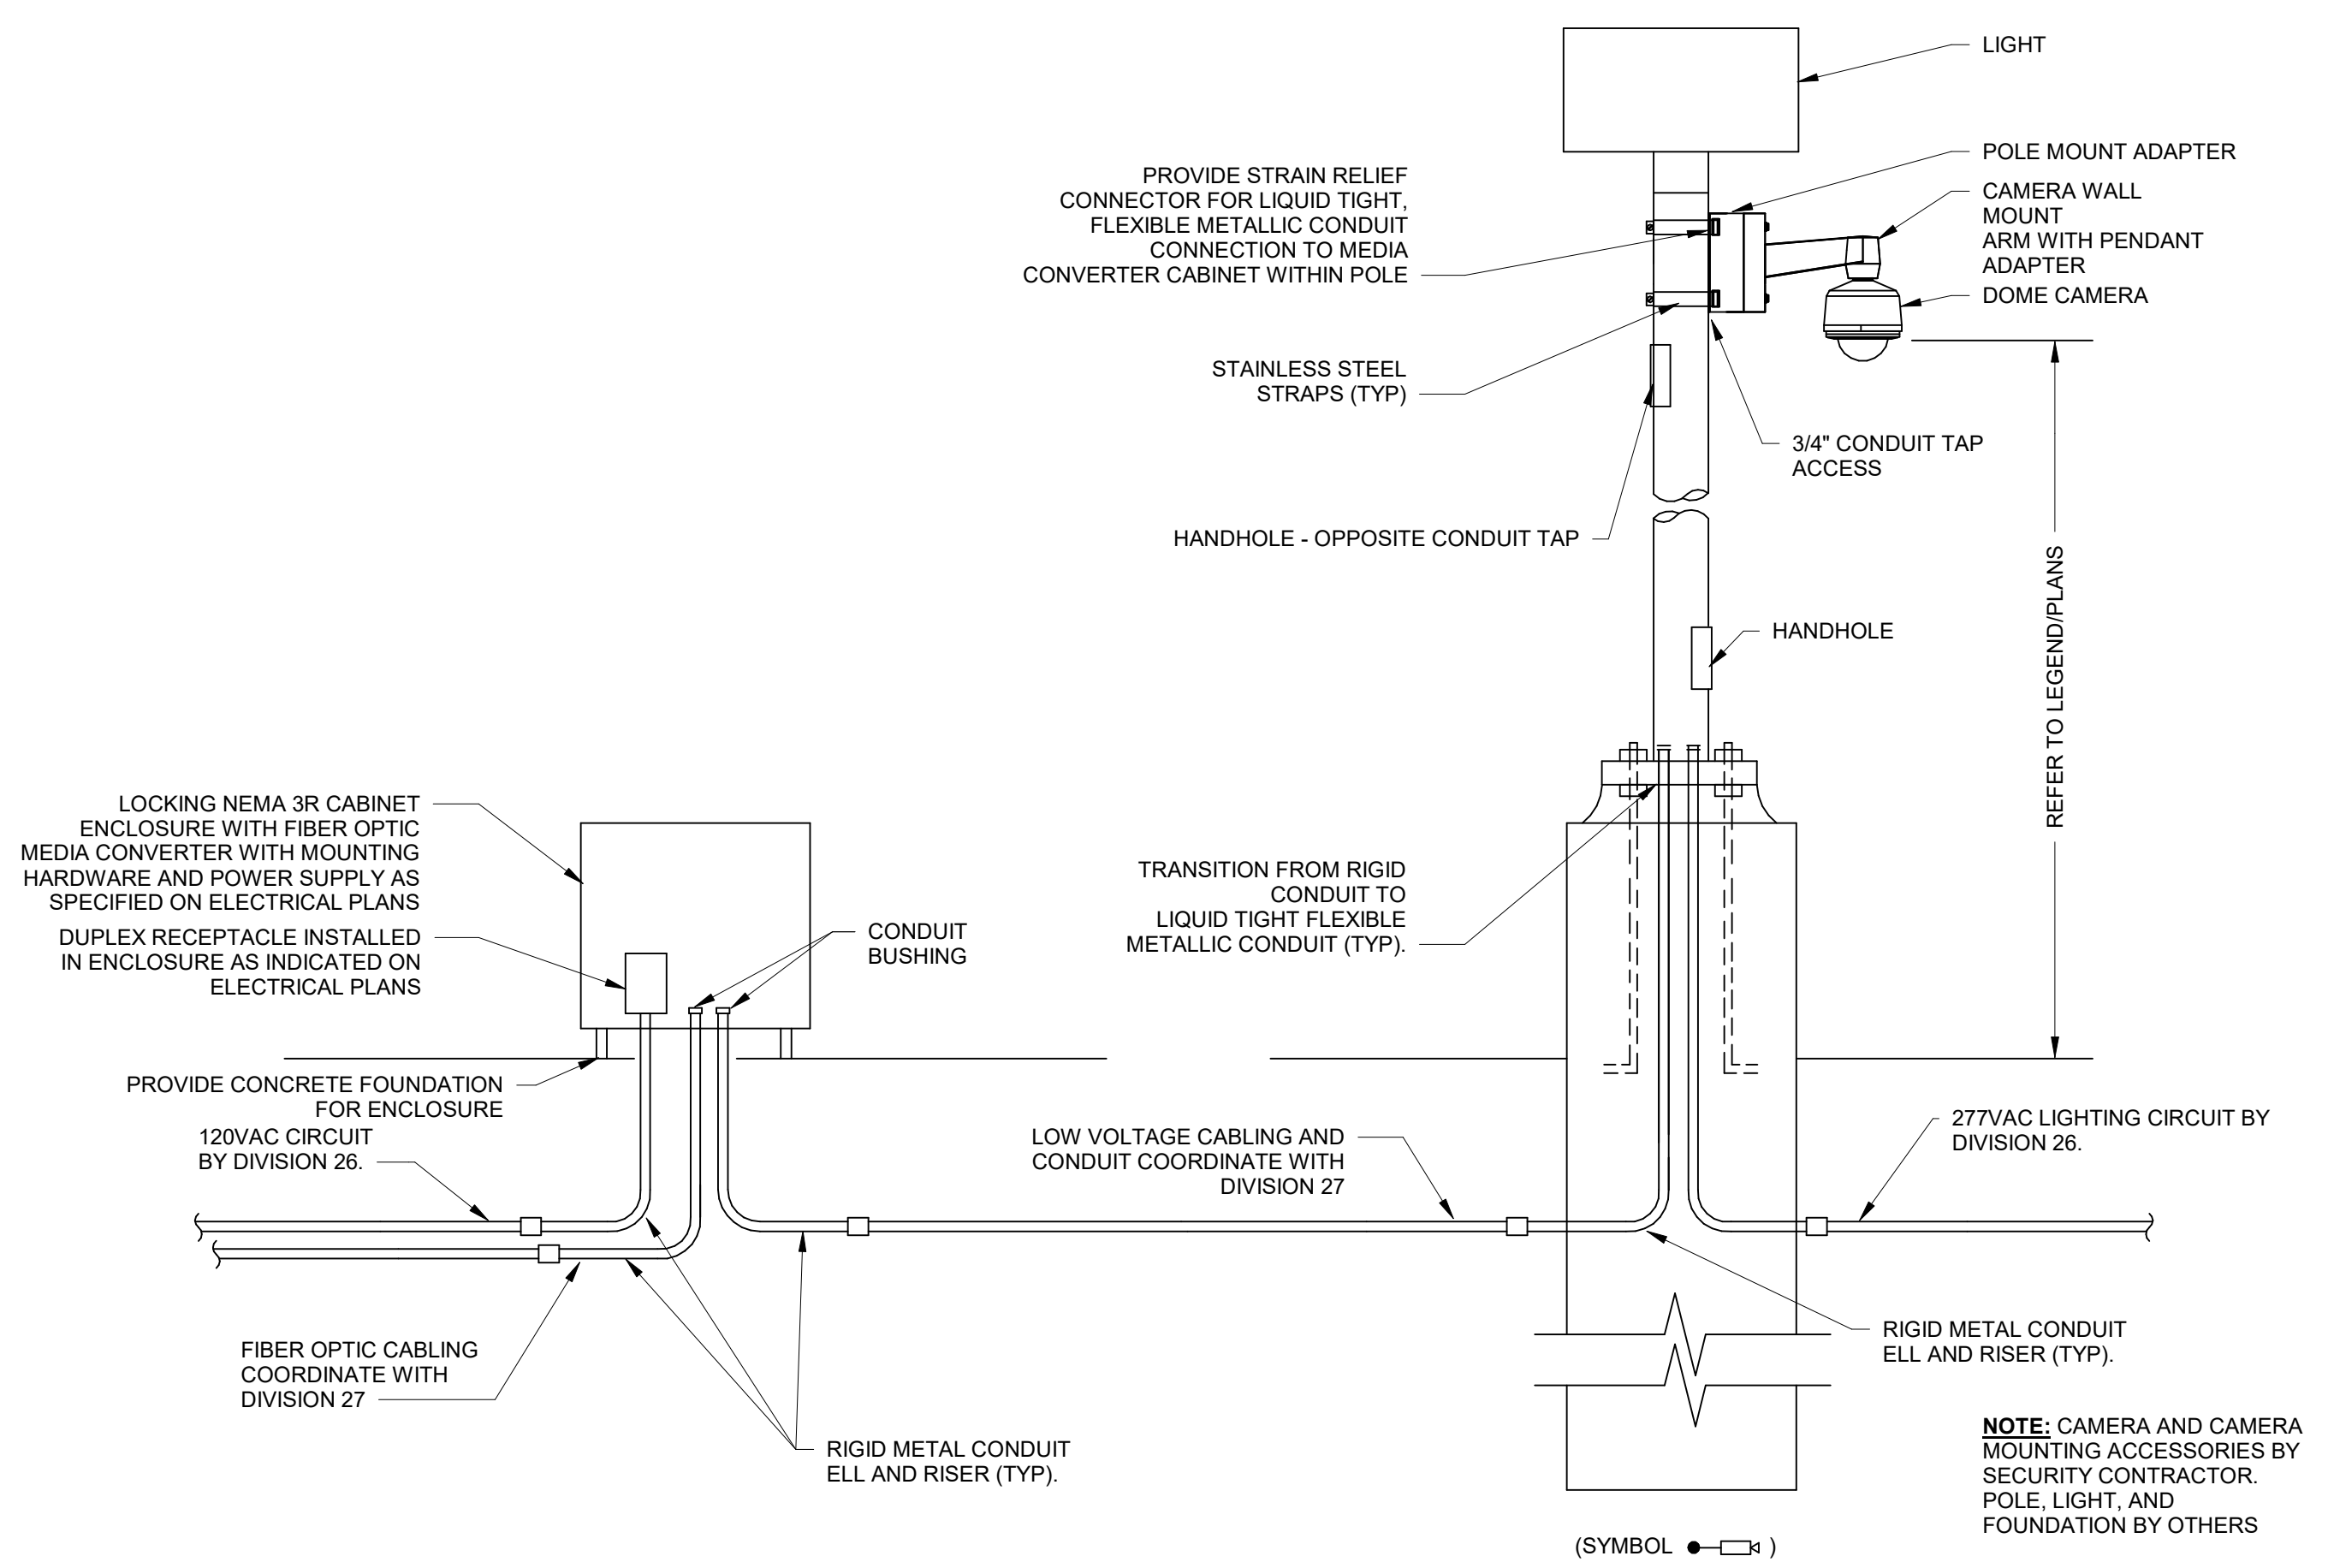 LIGHT
POLE MOUNT ADAPTER
CAMERA WALL
MOUNT
ARM WITH PENDANT
ADAPTER
DOME CAMERA
PROVIDE STRAIN RELIEF
CONNECTOR FOR LIQUID TIGHT,
FLEXIBLE METALLIC CONDUIT
CONNECTION TO MEDIA
CONVERTER CABINET WITHIN POLE
STAINLESS STEEL
STRAPS (TYP)
3/4" CONDUIT TAP
ACCESS
HANDHOLE - OPPOSITE CONDUIT TAP
HANDHOLE
REFER TO LEGEND/PLANS
LOCKING NEMA 3R CABINET
ENCLOSURE WITH FIBER OPTIC
MEDIA CONVERTER WITH MOUNTING
HARDWARE AND POWER SUPPLY AS
SPECIFIED ON ELECTRICAL PLANS
DUPLEX RECEPTACLE INSTALLED
IN ENCLOSURE AS INDICATED ON
ELECTRICAL PLANS
CONDUIT
BUSHING
TRANSITION FROM RIGID
CONDUIT TO
LIQUID TIGHT FLEXIBLE
METALLIC CONDUIT (TYP).
PROVIDE CONCRETE FOUNDATION
FOR ENCLOSURE
120VAC CIRCUIT
BY DIVISION 26.
LOW VOLTAGE CABLING AND
CONDUIT COORDINATE WITH
DIVISION 27
277VAC LIGHTING CIRCUIT BY
DIVISION 26.
FIBER OPTIC CABLING
COORDINATE WITH
DIVISION 27
RIGID METAL CONDUIT
ELL AND RISER (TYP).
RIGID METAL CONDUIT
ELL AND RISER (TYP).
NOTE: CAMERA AND CAMERA
MOUNTING ACCESSORIES BY
SECURITY CONTRACTOR.
POLE, LIGHT, AND
FOUNDATION BY OTHERS
(SYMBOL )